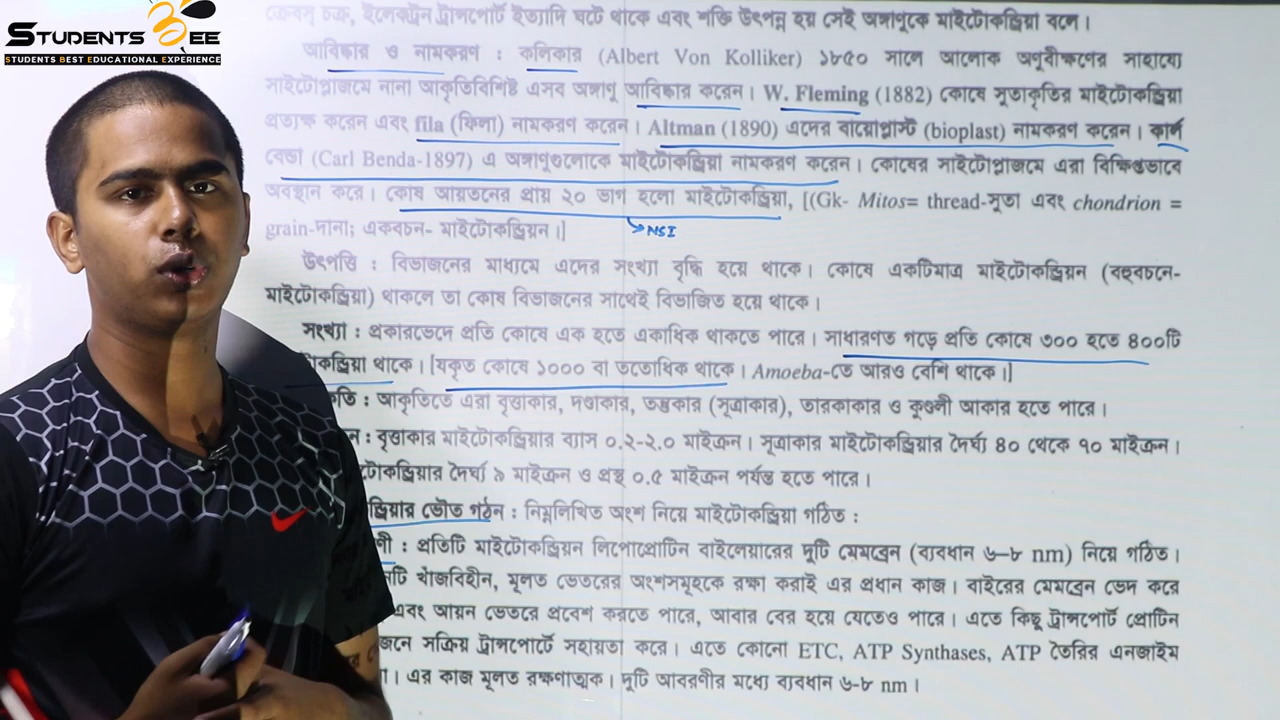 STUDENTS BEE
STUDENTS BEST EDUCATIONAL EXPERIENCE
ক্রেবস্ চক্র, ইলেকট্রন ট্রান্সপোর্ট ইত্যাদি ঘটে থাকে এবং শক্তি উৎপন্ন হয় সেই অঙ্গাণুকে মাইটোকন্ড্রিয়া বলে।
আবিষ্কার ও নামকরণ : কলিকার (Albert Von Kolliker) ১৮৫০ সালে আলোক অণুবীক্ষণের সাহায্যে
সাইটোপ্লাজমে নানা আকৃতিবিশিষ্ট এসব অঙ্গাণু আবিষ্কার করেন। W. Fleming (1882) কোষে সূতাকৃতির মাইটোকন্ড্রিয়া
প্রত্যক্ষ করেন এবং fila (ফিলা) নামকরণ করেন। Altman (1890) এদের বায়োপ্লাস্ট (bioplast) নামকরণ করেন। কার্ল
বেন্ডা (Carl Benda-1897) এ অঙ্গাণুগুলোকে মাইটোকন্ড্রিয়া নামকরণ করেন। কোষের সাইটোপ্লাজমে এরা বিক্ষিপ্তভাবে
অবস্থান করে। কোষ আয়তনের প্রায় ২০ ভাগ হলো মাইটোকন্ড্রিয়া, [(Gk- Mitos= thread-সূতা এবং chondrion =
grain-দানা; একবচন- মাইটোকন্ড্রিয়ন।]
NSI
উৎপত্তি : বিভাজনের মাধ্যমে এদের সংখ্যা বৃদ্ধি হয়ে থাকে। কোষে একটিমাত্র মাইটোকন্ড্রিয়ন (বহুবচনে-
মাইটোকন্ড্রিয়া) থাকলে তা কোষ বিভাজনের সাথেই বিভাজিত হয়ে থাকে।
সংখ্যা : প্রকারভেদে প্রতি কোষে এক হতে একাধিক থাকতে পারে। সাধারণত গড়ে প্রতি কোষে ৩০০ হতে ৪০০টি
টোকন্ড্রিয়া থাকে। [যকৃত কোষে ১০০০ বা ততোধিক থাকে। Amoeba-তে আরও বেশি থাকে।]
কৃতি : আকৃতিতে এরা বৃত্তাকার, দণ্ডাকার, তন্তুকার (সূত্রাকার), তারকাকার ও কুণ্ডলী আকার হতে পারে।
ন : বৃত্তাকার মাইটোকন্ড্রিয়ার ব্যাস ০.২-২.০ মাইক্রন। সূত্রাকার মাইটোকন্ড্রিয়ার দৈর্ঘ্য ৪০ থেকে ৭০ মাইক্রন।
টোকন্ড্রিয়ার দৈর্ঘ্য ৯ মাইক্রন ও প্রস্থ ০.৫ মাইক্রন পর্যন্ত হতে পারে।
ন্ড্রিয়ার ভৌত গঠন : নিম্নলিখিত অংশ নিয়ে মাইটোকন্ড্রিয়া গঠিত :
ণী : প্রতিটি মাইটোকন্ড্রিয়ন লিপোপ্রোটিন বাইলেয়ারের দুটি মেমব্রেন (ব্যবধান ৬-৮ nm) নিয়ে গঠিত।
নটি খাঁজবিহীন, মূলত ভেতরের অংশসমূহকে রক্ষা করাই এর প্রধান কাজ। বাইরের মেমব্রেন ভেদ করে
এবং আয়ন ভেতরে প্রবেশ করতে পারে, আবার বের হয়ে যেতেও পারে। এতে কিছু ট্রান্সপোর্ট প্রোটিন
জনে সক্রিয় ট্রান্সপোর্টে সহায়তা করে। এতে কোনো ETC, ATP Synthases, ATP তৈরির এনজাইম
। এর কাজ মূলত রক্ষণাত্মক। দুটি আবরণীর মধ্যে ব্যবধান ৬-৮ nm।